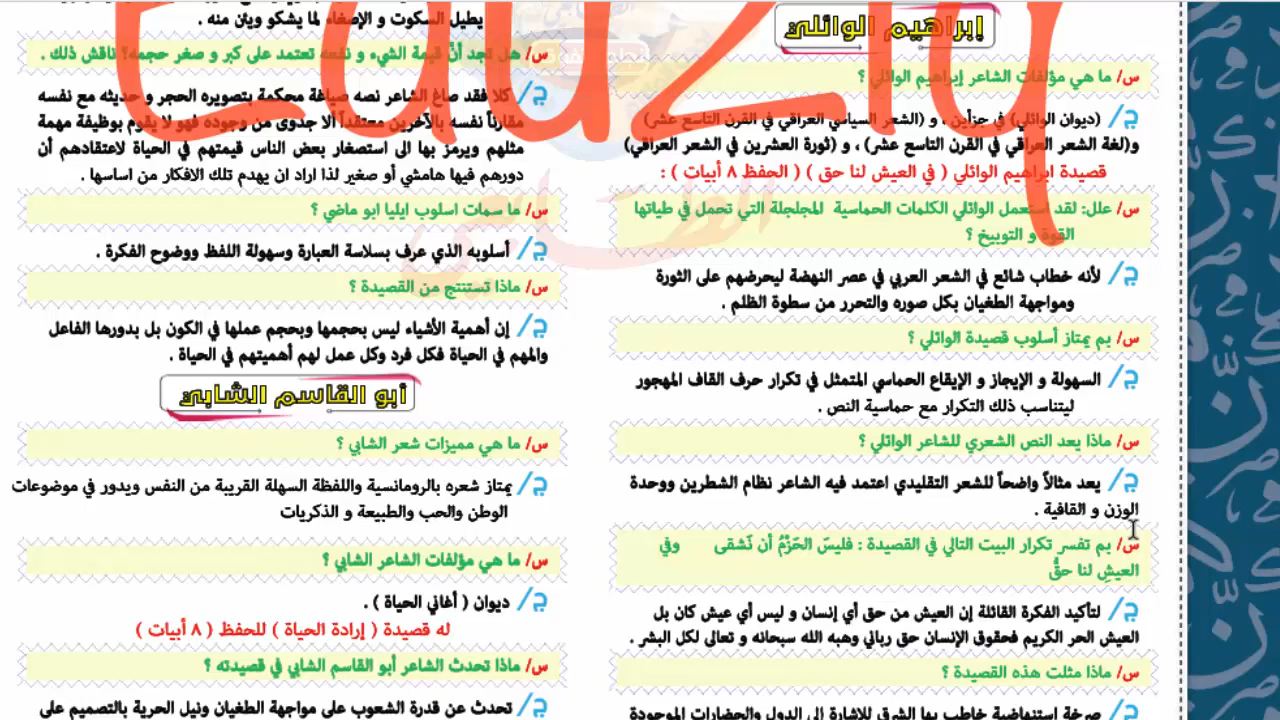 إبراهيم الوائلي
س/ ما هي مؤلفات الشاعر إبراهيم الوائلي ؟
ج/ (ديوان الوائلي) في جزأين ، و (الشعر السياسي العراقي في القرن التاسع عشر)
و(لغة الشعر العراقي في القرن التاسع عشر) ، و (ثورة العشرين في الشعر العراقي)
قصيدة ابراهيم الوائلي ( في العيش لنا حق ) ( الحفظ ٨ أبيات ) :
س/ علل: لقد استعمل الوائلي الكلمات الحماسية المجلجلة التي تحمل في طياتها
القوة و التوبيخ ؟
ج/ لأنه خطاب شائع في الشعر العربي في عصر النهضة ليحرضهم على الثورة
ومواجهة الطغيان بكل صوره والتحرر من سطوة الظلم .
س/ بم يمتاز أسلوب قصيدة الوائلي ؟
ج/ السهولة و الإيجاز و الإيقاع الحماسي المتمثل في تكرار حرف القاف المهجور
ليتناسب ذلك التكرار مع حماسية النص .
س/ ماذا يعد النص الشعري للشاعر الوائلي ؟
ج/ يعد مثالاً واضحاً للشعر التقليدي اعتمد فيه الشاعر نظام الشطرين ووحدة
الوزن و القافية .
س/ بم تفسر تكرار البيت التالي في القصيدة : فليسَ الحَزْمُ أن نَشقى وفي
العيشِ لنا حقُّ
ج/ لتأكيد الفكرة القائلة إن العيش من حق أي إنسان و ليس أي عيش كان بل
العيش الحر الكريم فحقوق الإنسان حق رباني وهبه الله سبحانه و تعالى لكل البشر .
س/ ماذا مثلت هذه القصيدة ؟
ج/ صرخة استنهاضية خاطب بها الشرق للإشارة إلى الدول والحضارات الموجودة
يطيل السكوت و الإصغاء لما يشكو ويئن منه .
س/ هل تجد أنَّ قيمة الشيء و نفعه تعتمد على كبر و صغر حجمه؟ ناقش ذلك .
ج/ كلا فقد صاغ الشاعر نصه صياغة محكمة بتصويره الحجر و حديثه مع نفسه
مقارناً نفسه بالآخرين معتقداً ألا جدوى من وجوده فهو لا يقوم بوظيفة مهمة
مثلهم ويرمز بها الى استصغار بعض الناس قيمتهم في الحياة لاعتقادهم أن
دورهم فيها هامشي أو صغير لذا اراد ان يهدم تلك الافكار من اساسها .
س/ ما سمات اسلوب ايليا ابو ماضي ؟
ج/ أسلوبه الذي عرف بسلاسة العبارة وسهولة اللفظ ووضوح الفكرة .
س/ ماذا تستنتج من القصيدة ؟
ج/ إن أهمية الأشياء ليس بحجمها وبحجم عملها في الكون بل بدورها الفاعل
والمهم في الحياة فكل فرد وكل عمل لهم أهميتهم في الحياة .
أبو القاسم الشابي
س/ ما هي مميزات شعر الشابي ؟
ج/ يمتاز شعره بالرومانسية واللفظة السهلة القريبة من النفس ويدور في موضوعات
الوطن والحب والطبيعة و الذكريات
س/ ما هي مؤلفات الشاعر الشابي ؟
ج/ ديوان ( أغاني الحياة ) .
له قصيدة ( إرادة الحياة ) للحفظ ( ٨ أبيات )
س/ ماذا تحدث الشاعر أبو القاسم الشابي في قصيدته ؟
ج/ تحدث عن قدرة الشعوب على مواجهة الطغيان ونيل الحرية بالتصميم على